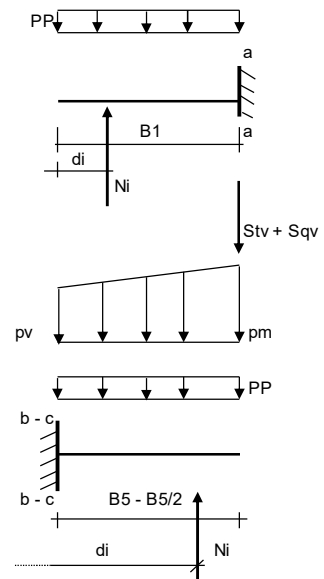 PP
a
B1
a
di
Ni
Stv + Sqv
pv
pm
PP
b - c
b - c
B5 - B5/2
di
Ni